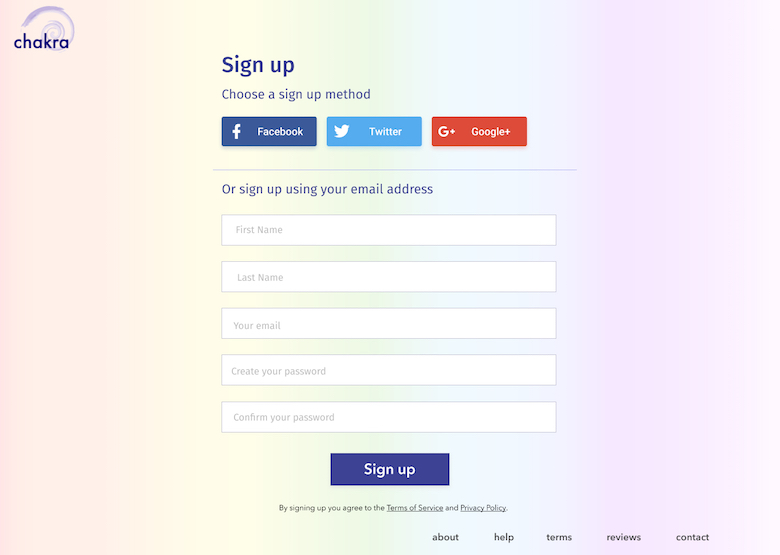 chakra
Sign up
Choose a sign up method
Facebook Twitter G+ Google+
Or sign up using your email address
First Name
Last Name
Your email
Create your password
Confirm your password
Sign up
By signing up you agree to the Terms of Service and Privacy Policy.
about help terms reviews contact